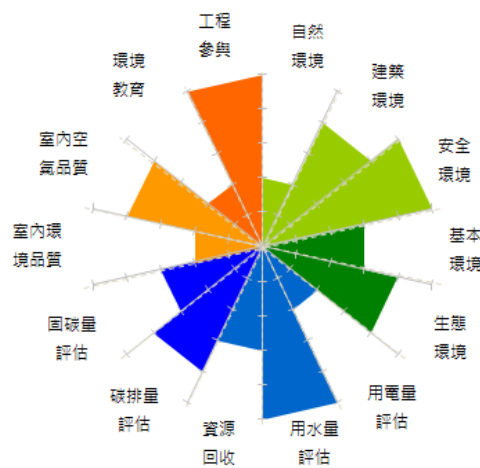 工程
參與
自然
環境
建築
環境
安全
環境
基本
環境
生態
環境
用電量
評估
用水量
評估
資源
回收
碳排量
評估
固碳量
評估
室內環
境品質
室內空
氣品質
環境
教育